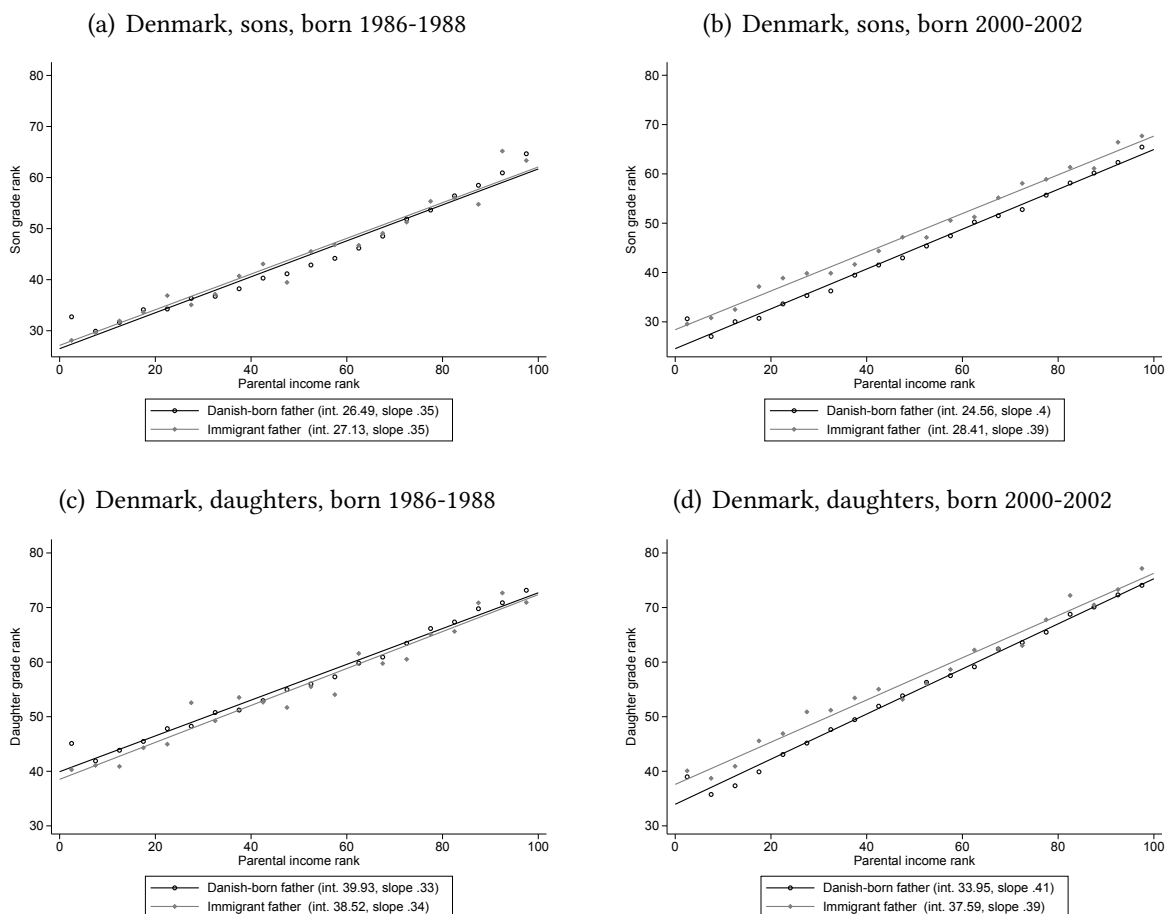 (a) Denmark, sons, born 1986-1988
80
70
60
50
40
30
Son grade rank
0 20 40 60 80 100
Parental income rank
Danish-born father (int. 26.49, slope .35)
Immigrant father (int. 27.13, slope .35)
(b) Denmark, sons, born 2000-2002
80
70
60
50
40
30
Son grade rank
0 20 40 60 80 100
Parental income rank
Danish-born father (int. 24.56, slope .4)
Immigrant father (int. 28.41, slope .39)
(c) Denmark, daughters, born 1986-1988
80
70
60
50
40
30
Daughter grade rank
0 20 40 60 80 100
Parental income rank
Danish-born father (int. 39.93, slope .33)
Immigrant father (int. 38.52, slope .34)
(d) Denmark, daughters, born 2000-2002
80
70
60
50
40
30
Daughter grade rank
0 20 40 60 80 100
Parental income rank
Danish-born father (int. 33.95, slope .41)
Immigrant father (int. 37.59, slope .39)